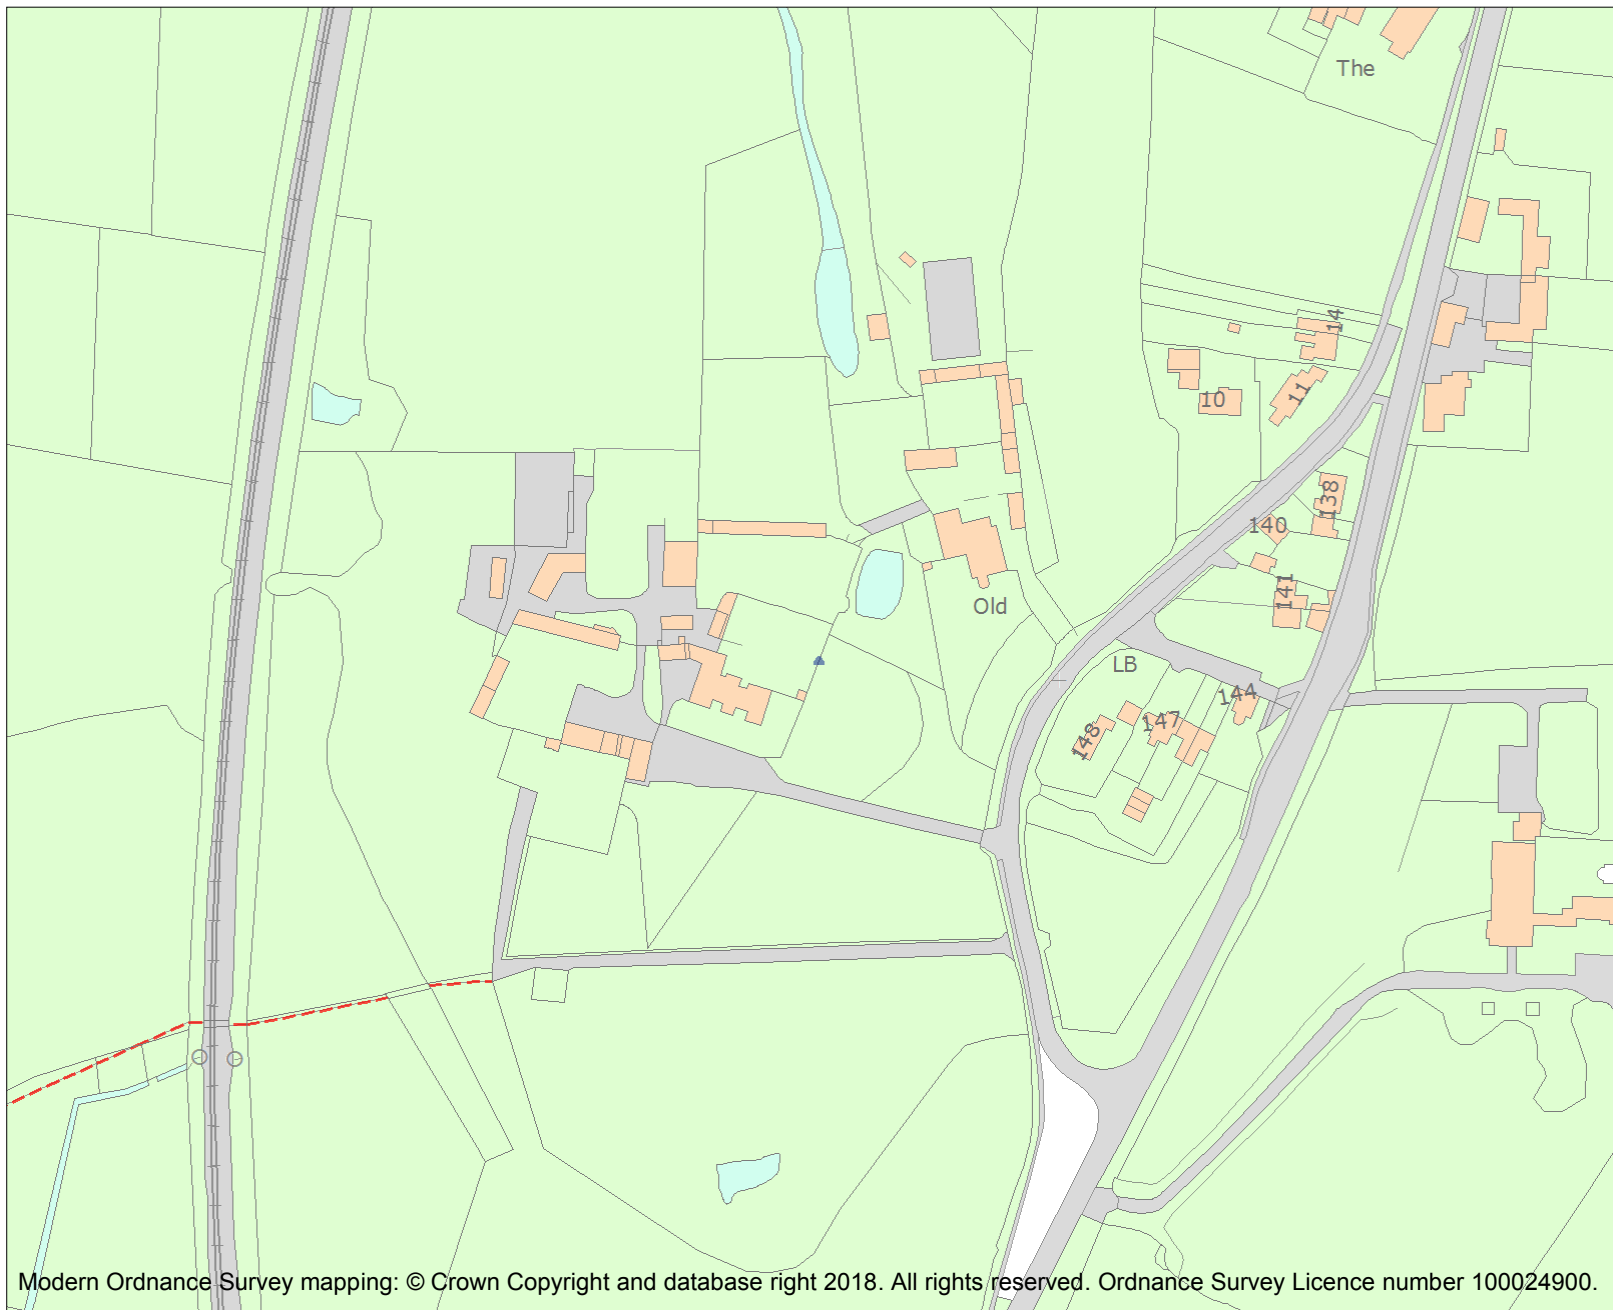 The
14
11
10
138
140
141
Old
LB
144
147
148
Modern Ordnance Survey mapping: © Crown Copyright and database right 2018. All rights reserved. Ordnance Survey Licence number 100024900.